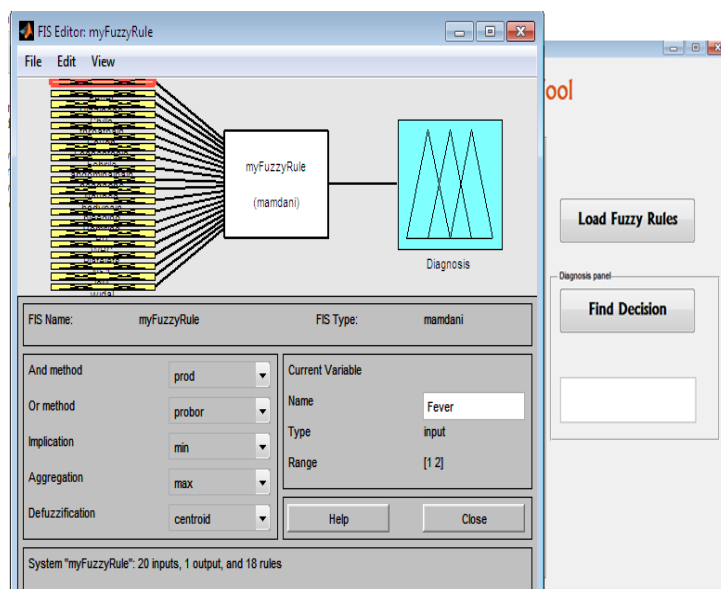 FIS Editor: myFuzzyRule
File Edit View
myFuzzyRule
(mamdani)
Diagnosis
FIS Name: myFuzzyRule FIS Type: mamdani
And method prod
Or method probor
Implication min
Aggregation max
Defuzzification centroid
Current Variable
Name Fever
Type input
Range [1 2]
Help Close
System "myFuzzyRule": 20 inputs, 1 output, and 18 rules
ool
Load Fuzzy Rules
Diagnosis panel
Find Decision